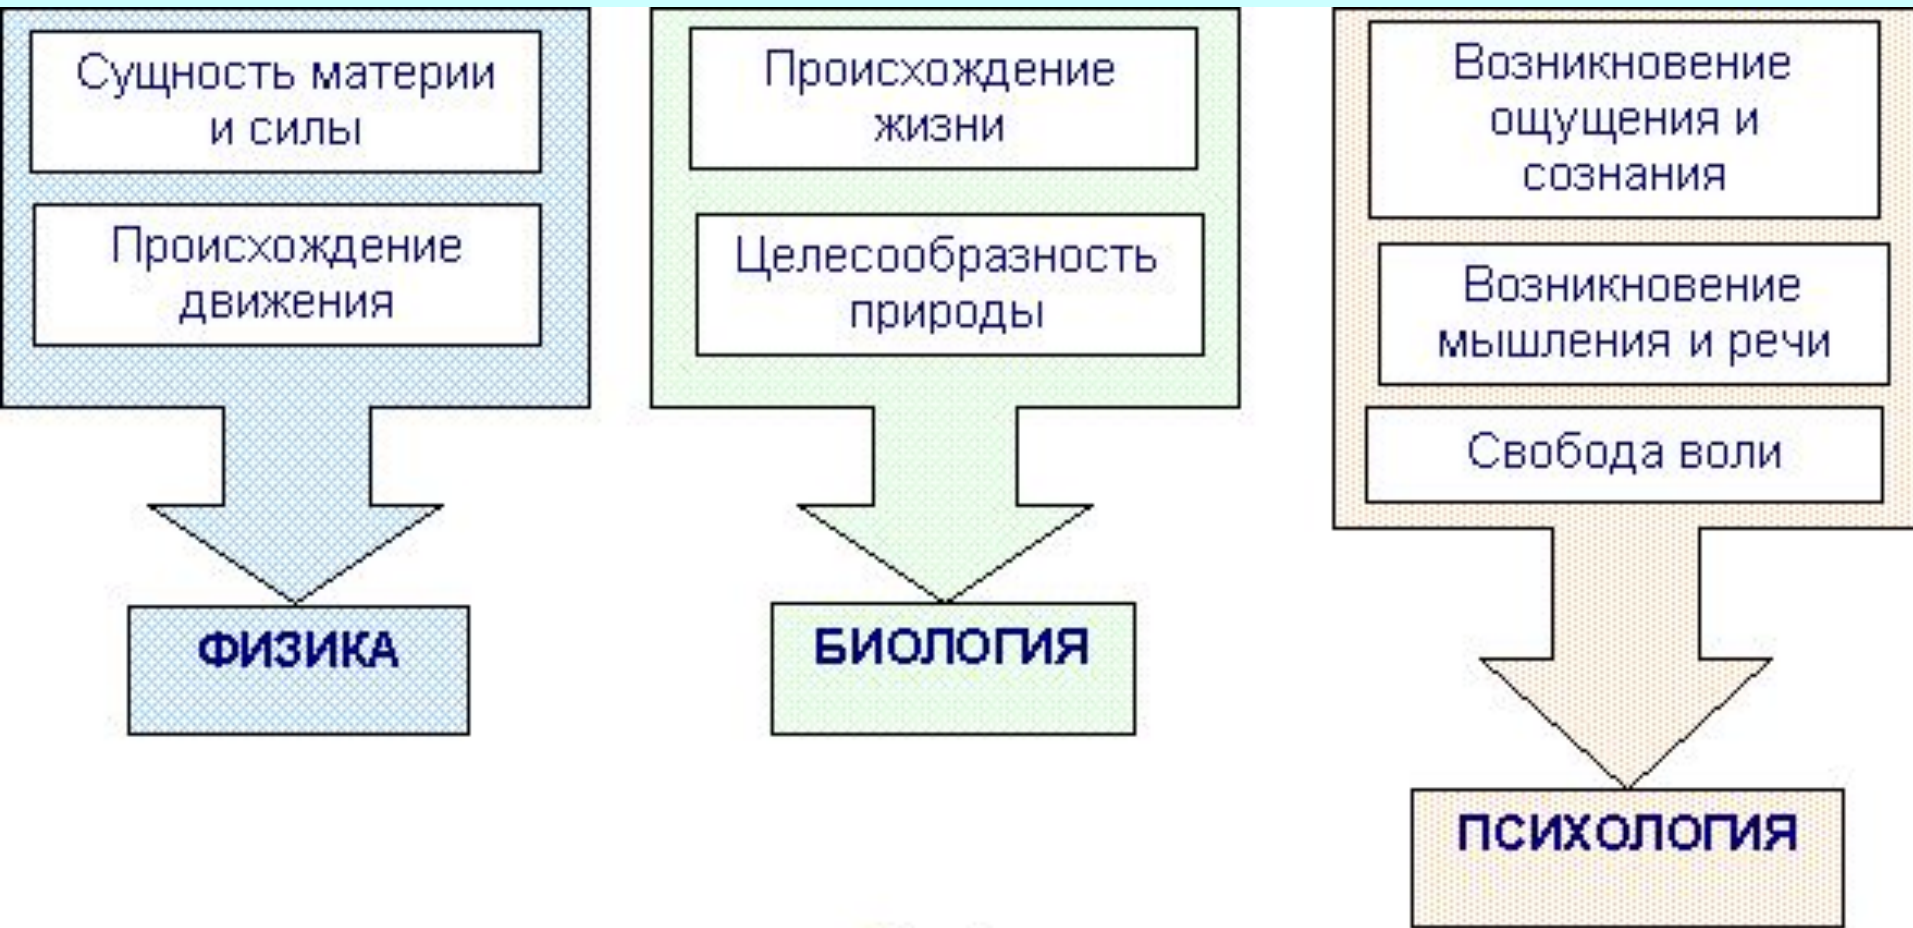 Сущность материи
и силы
Происхождение
движения
ФИЗИКА
Происхождение
жизни
Целесообразность
природы
БИОЛОГИЯ
Возникновение
ощущения и
сознания
Возникновение
мышления и речи
Свобода воли
ПСИХОЛОГИЯ